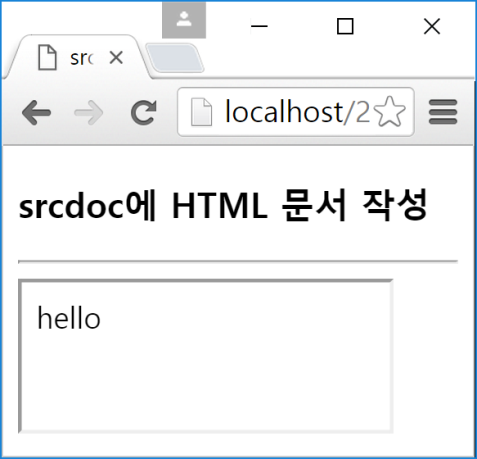 src
localhost/2
srcdoc에 HTML 문서 작성
hello